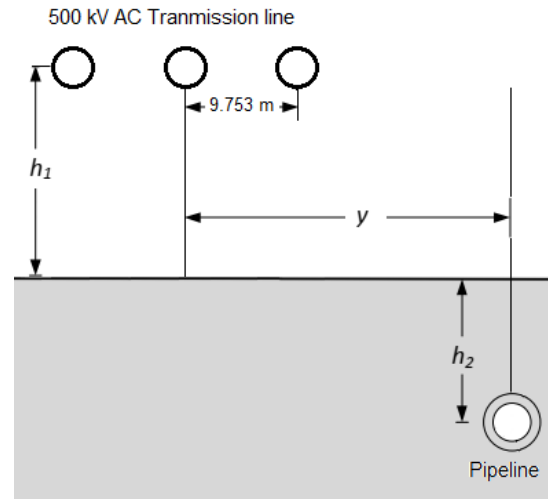 500 kV AC Tranmission line
9.753 m
h1
y
h2
Pipeline